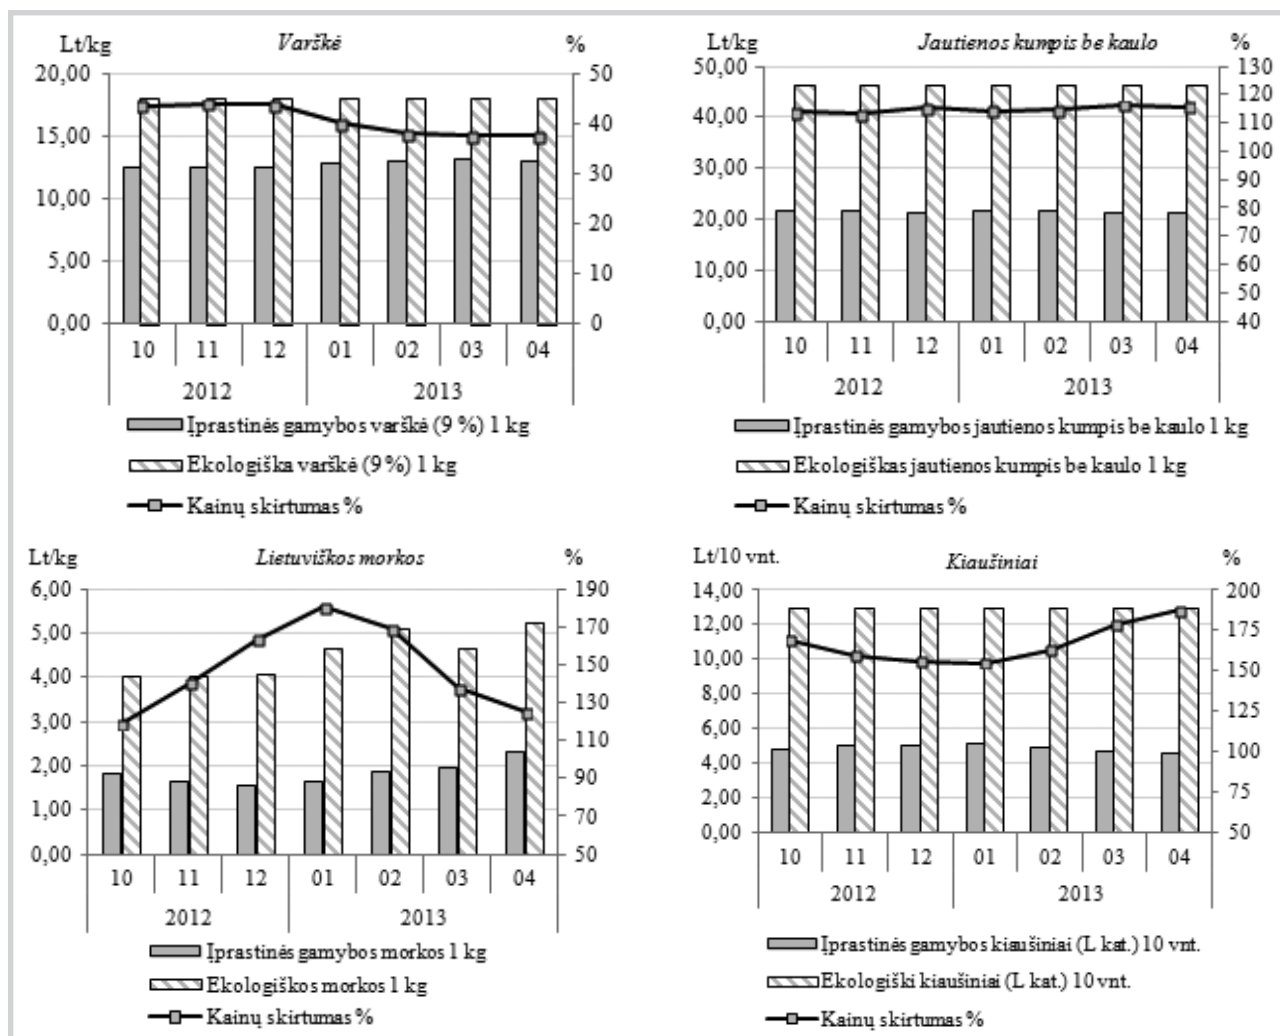 Lt/kg Varškė %
20,00 50
15,00 40
10,00 30
5,00 20
0,00 10
0
10 11 12 01 02 03 04
2012 2013
Įprastinės gamybos varškė (9 %) 1 kg
Ekologiška varškė (9 %) 1 kg
Kainų skirtumas %
Lt/kg Jautienos kumpis be kaulo %
50,00 130
40,00 120
30,00 110
20,00 100
10,00 90
0,00 80
70
60
50
40
10 11 12 01 02 03 04
2012 2013
Įprastinės gamybos jautienos kumpis be kaulo 1 kg
Ekologiškas jautienos kumpis be kaulo 1 kg
Kainų skirtumas %
Lt/kg Lietuviškos morkos %
6,00 190
5,00 170
4,00 150
3,00 130
2,00 110
1,00 90
0,00 70
50
10 11 12 01 02 03 04
2012 2013
Įprastinės gamybos morkos 1 kg
Ekologiškos morkos 1 kg
Kainų skirtumas %
Lt/10 vnt. Kiaušiniai %
14,00 200
12,00 175
10,00 150
8,00 125
6,00 100
4,00 75
2,00 50
0,00
10 11 12 01 02 03 04
2012 2013
Įprastinės gamybos kiaušiniai (L kat.) 10 vnt.
Ekologiški kiaušiniai (L kat.) 10 vnt.
Kainų skirtumas %